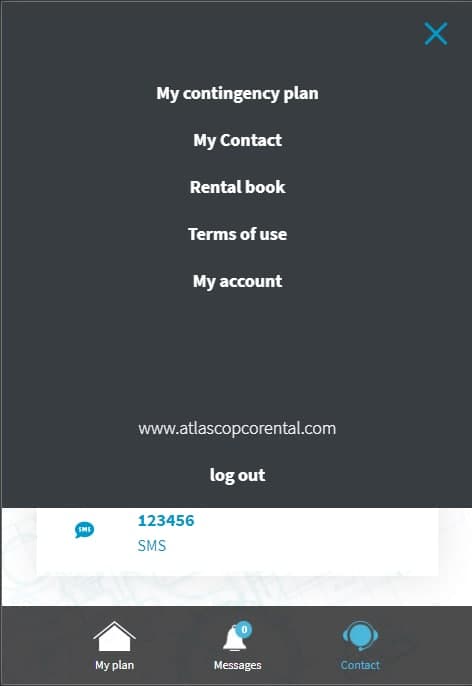 My contingency plan
My Contact
Rental book
Terms of use
My account
www.atlascopcorental.com
log out
123456
SMS
SMS
0
My plan
Messages
Contact